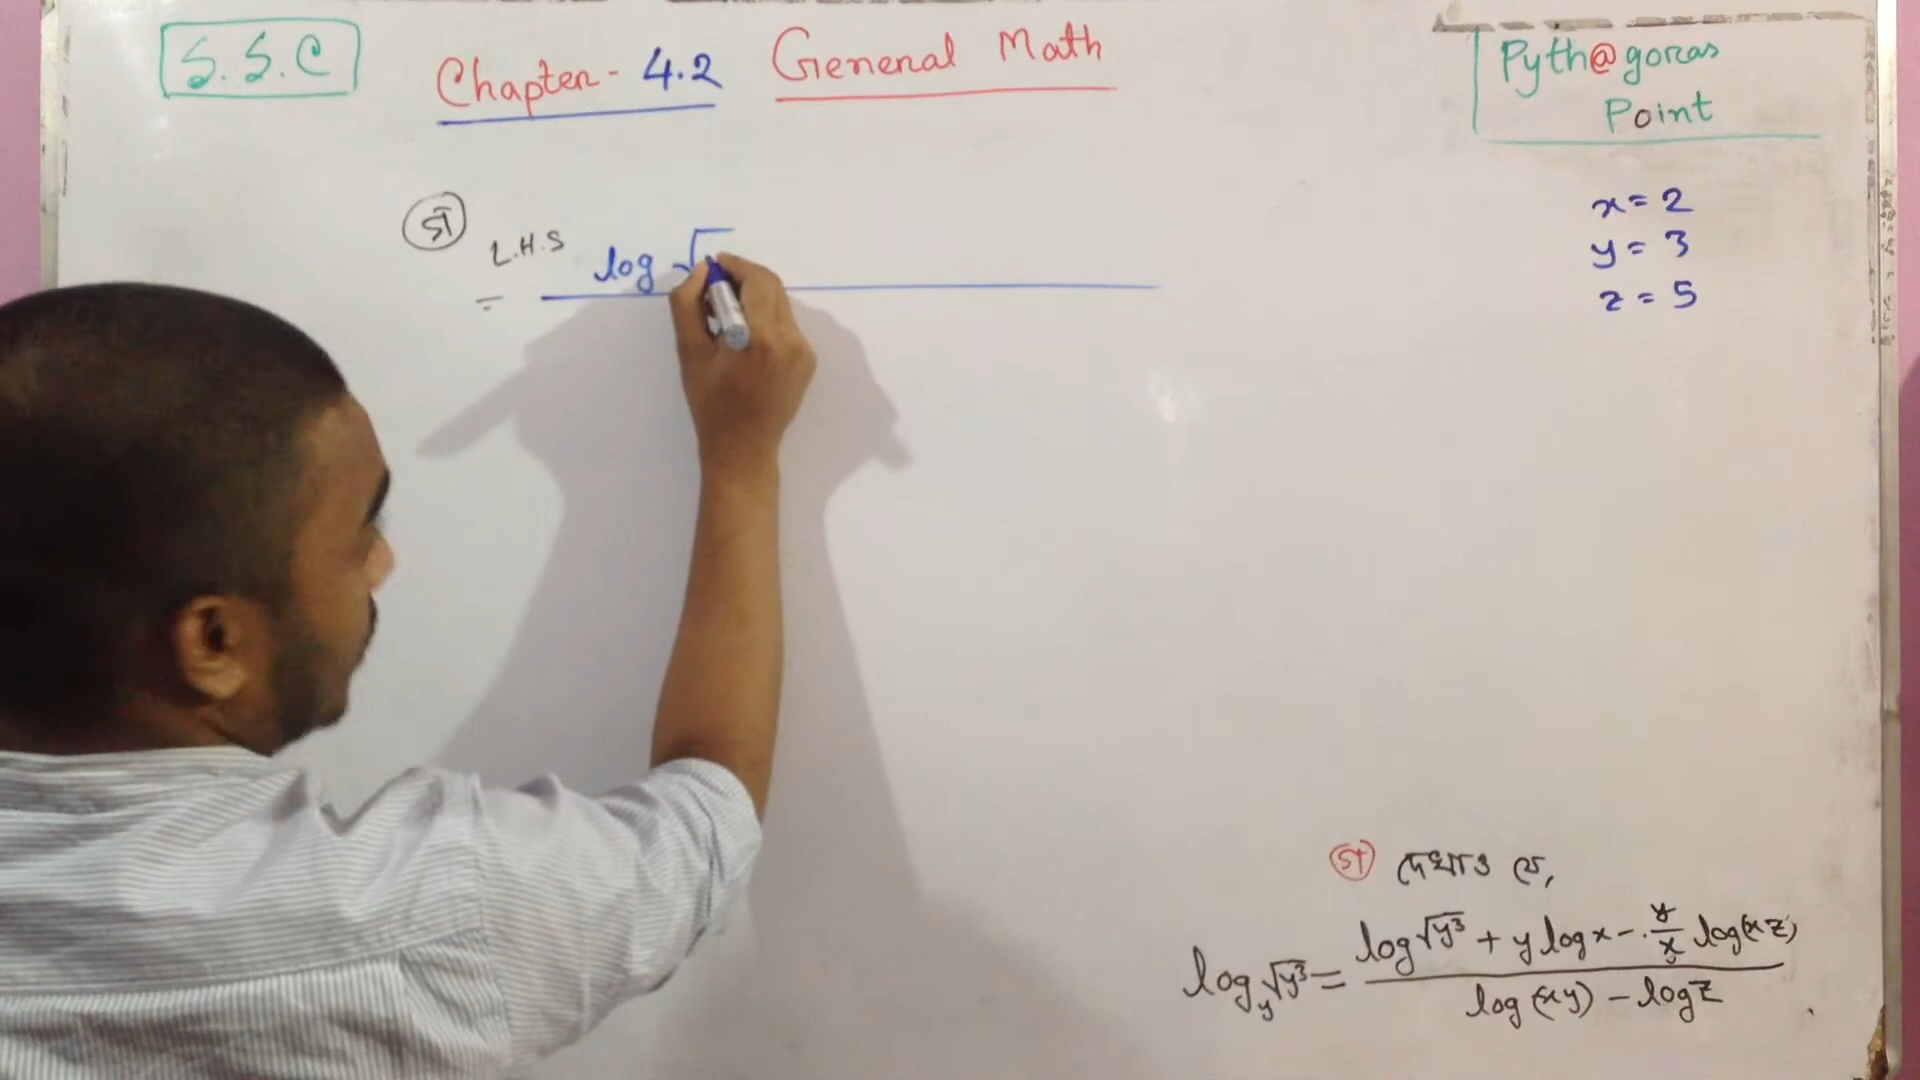 S.S.C
Chapter - 4.2 General Math
Pyth@goras
Point
x = 2
y = 3
z = 5
L.H.S
= log √
দেখাও যে,
log_y √y³ = (log√y³ + y log x - y/x log(xz)) / (log(xy) - log z)